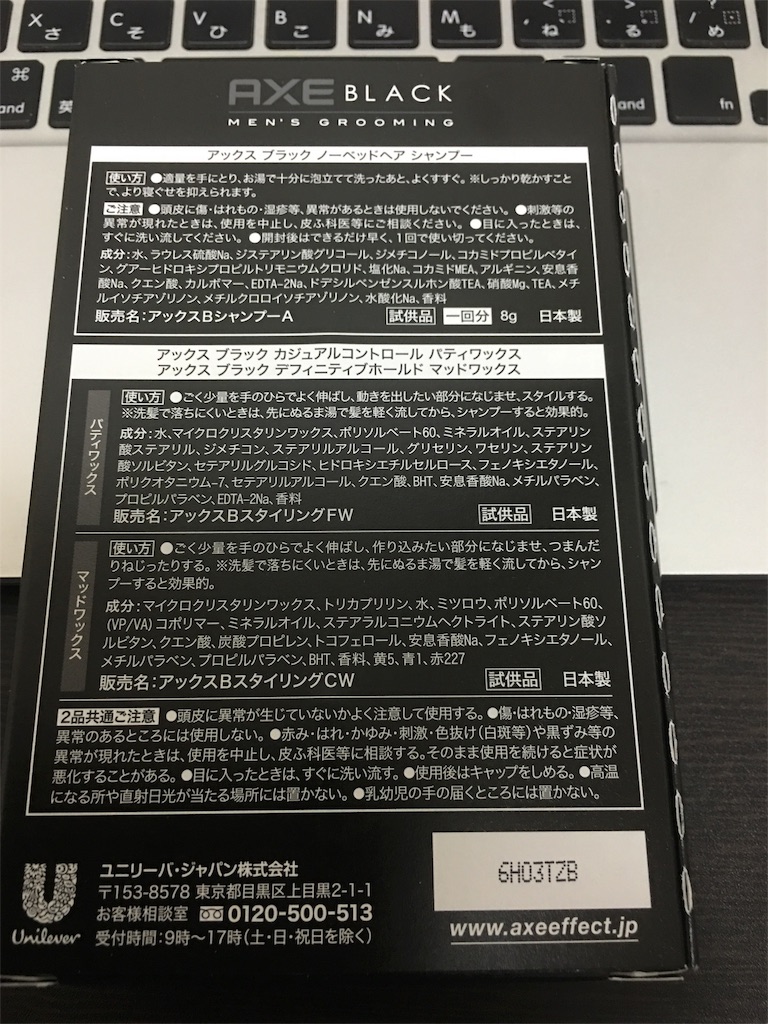 X さ
C そ
V ひ
B こ
N み
M も
, 、 ね
. 。 る
/ ・ め
⌘
and
英
and
fn
AXE BLACK
MEN'S GROOMING
アックス ブラック ノーベッドヘア シャンプー
使い方 ●適量を手にとり、お湯で十分に泡立てて洗ったあと、よくすすぐ。※しっかり乾かすこと
で、より寝ぐせを抑えられます。
ご注意 ●頭皮に傷・はれもの・湿疹等、異常があるときは使用しないでください。●刺激等の
異常が現れたときは、使用を中止し、皮ふ科医等にご相談ください。●目に入ったときは、
すぐに洗い流してください。●開封後はできるだけ早く、1回で使い切ってください。
成分:水、ラウレス硫酸Na、ジステアリン酸グリコール、ジメチコノール、コカミドプロピルベタイ
ン、グアーヒドロキシプロピルトリモニウムクロリド、塩化Na、コカミドMEA、アルギニン、安息香
酸Na、クエン酸、カルボマー、EDTA-2Na、ドデシルベンゼンスルホン酸TEA、硝酸Mg、TEA、メチ
ルイソチアゾリノン、メチルクロロイソチアゾリノン、水酸化Na、香料
販売名:アックスBシャンプーA 試供品 一回分 8g 日本製
アックス ブラック カジュアルコントロール パティワックス
アックス ブラック デフィニティブホールド マッドワックス
パティワックス
使い方 ●ごく少量を手のひらでよく伸ばし、動きを出したい部分になじませ、スタイルする。
※洗髪で落ちにくいときは、先にぬるま湯で髪を軽く流してから、シャンプーすると効果的。
成分:水、マイクロクリスタリンワックス、ポリソルベート60、ミネラルオイル、ステアリン
酸ステアリル、ジメチコン、ステアリルアルコール、グリセリン、ワセリン、ステアリン
酸ソルビタン、セテアリルグルコシド、ヒドロキシエチルセルロース、フェノキシエタノール、
ポリクオタニウム-7、セテアリルアルコール、クエン酸、BHT、安息香酸Na、メチルパラベン、
プロピルパラベン、EDTA-2Na、香料
販売名:アックスBスタイリングFW 試供品 日本製
マッドワックス
使い方 ●ごく少量を手のひらでよく伸ばし、作り込みたい部分になじませ、つまんだ
りねじったりする。※洗髪で落ちにくいときは、先にぬるま湯で髪を軽く流してから、シャン
プーすると効果的。
成分:マイクロクリスタリンワックス、トリカプリリン、水、ミツロウ、ポリソルベート60、
(VP/VA)コポリマー、ミネラルオイル、ステアラルコニウムヘクトライト、ステアリン酸ソ
ルビタン、クエン酸、炭酸プロピレン、トコフェロール、安息香酸Na、フェノキシエタノール、
メチルパラベン、プロピルパラベン、BHT、香料、黄5、青1、赤227
販売名:アックスBスタイリングCW 試供品 日本製
2品共通ご注意 ●頭皮に異常が生じていないかよく注意して使用する。●傷・はれもの・湿疹等、
異常のあるところには使用しない。●赤み・はれ・かゆみ・刺激・色抜け(白斑等)や黒ずみ等の
異常が現れたときは、使用を中止し、皮ふ科医等に相談する。そのまま使用を続けると症状が
悪化することがある。●目に入ったときは、すぐに洗い流す。●使用後はキャップをしめる。●高温
になる所や直射日光が当たる場所には置かない。●乳幼児の手の届くところには置かない。
Unilever
ユニリーバ・ジャパン株式会社
〒153-8578 東京都目黒区上目黒2-1-1
お客様相談室 0120-500-513
受付時間:9時〜17時(土・日・祝日を除く)
6H03TZB
www.axeeffect.jp